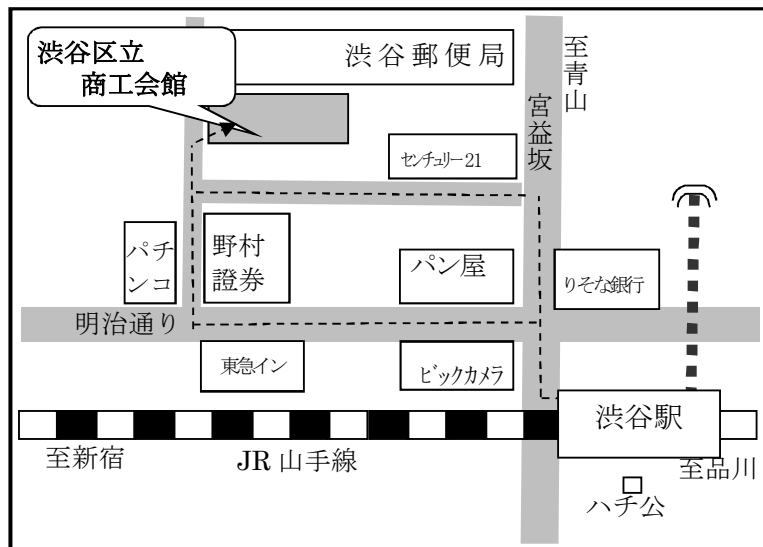 渋谷区立
商工会館
渋谷郵便局
至青山
宮益坂
センチュリー21
パチンコ
野村
證券
パン屋
りそな銀行
明治通り
東急イン
ビックカメラ
渋谷駅
至新宿
JR 山手線
至品川
ハチ公